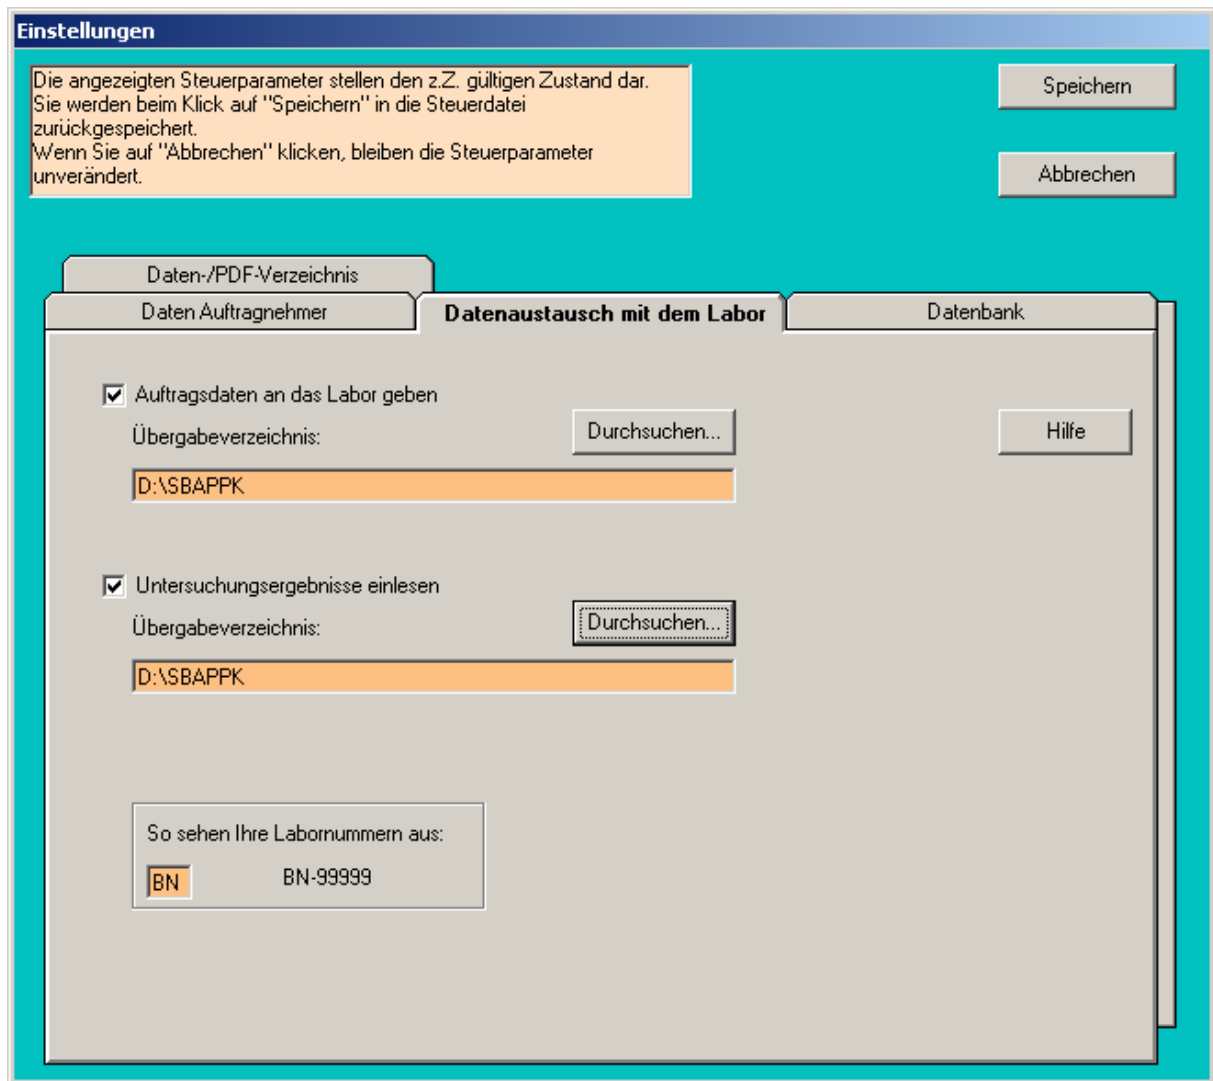 Einstellungen
Die angezeigten Steuerparameter stellen den z.Z. gültigen Zustand dar.
Sie werden beim Klick auf "Speichern" in die Steuerdatei
zurückgespeichert.
Wenn Sie auf "Abbrechen" klicken, bleiben die Steuerparameter
unverändert.
Speichern
Abbrechen
Daten-/PDF-Verzeichnis
Daten Auftragnehmer
Datenaustausch mit dem Labor
Datenbank
Auftragsdaten an das Labor geben
Übergabeverzeichnis:
Durchsuchen...
Hilfe
D:\SBAPPK
Untersuchungsergebnisse einlesen
Übergabeverzeichnis:
Durchsuchen...
D:\SBAPPK
So sehen Ihre Labornummern aus:
BN
BN-99999